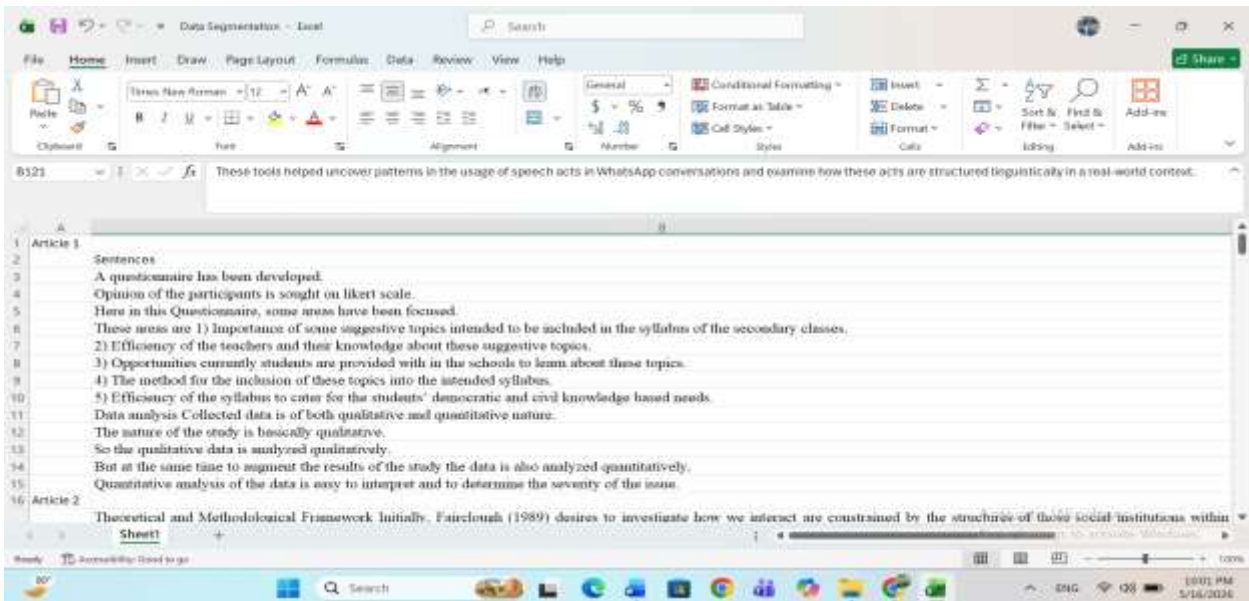 Data Segmentation - Excel
Search
File Home Insert Draw Page Layout Formulas Data Review View Help
Share
Paste
Times New Roman 12
General
Conditional Formatting
Format as Table
Cell Styles
Insert
Delete
Format
Sort & Filter
Find & Select
Add-ins
Clipboard Font Alignment Number Styles Cells Editing Add-ins
B121 fx These tools helped uncover patterns in the usage of speech acts in WhatsApp conversations and examine how these acts are structured linguistically in a real-world context.
A B
1 Article 1
2 Sentences
3 A questionnaire has been developed.
4 Opinion of the participants is sought on likert scale.
5 Here in this Questionnaire, some areas have been focused.
6 These areas are 1) Importance of some suggestive topics intended to be included in the syllabus of the secondary classes.
7 2) Efficiency of the teachers and their knowledge about these suggestive topics.
8 3) Opportunities currently students are provided with in the schools to learn about these topics.
9 4) The method for the inclusion of these topics into the intended syllabus.
10 5) Efficiency of the syllabus to cater for the students' democratic and civil knowledge based needs.
11 Data analysis Collected data is of both qualitative and quantitative nature.
12 The nature of the study is basically qualitative.
13 So the qualitative data is analyzed qualitatively.
14 But at the same time to augment the results of the study the data is also analyzed quantitatively.
15 Quantitative analysis of the data is easy to interpret and to determine the severity of the issue.
16 Article 2
Theoretical and Methodological Framework Initially, Fairclough (1989) desires to investigate how we interact are constrained by the structures of those social institutions within
Sheet1
Ready Accessibility: Good to go
100%
80°
Search
ENG
10:01 PM
5/16/2026